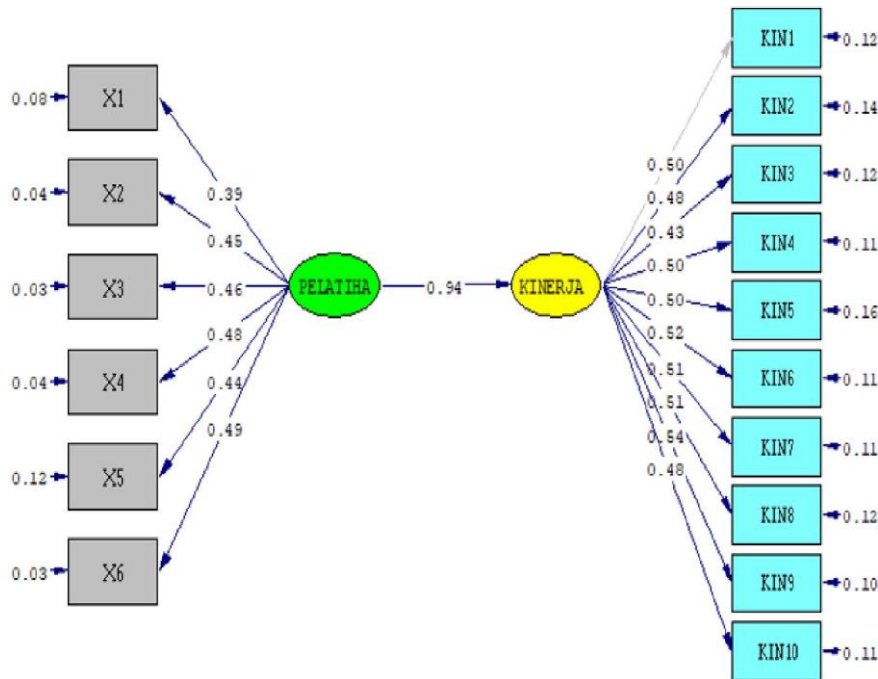 0.08
X1
0.04
X2
0.03
X3
0.04
X4
0.12
X5
0.03
X6
0.39
0.45
0.46
0.48
0.44
0.49
PELATIHA
0.94
KINERJA
0.50
0.48
0.43
0.50
0.50
0.52
0.51
0.51
0.54
0.48
KIN1
0.12
KIN2
0.14
KIN3
0.12
KIN4
0.11
KIN5
0.16
KIN6
0.11
KIN7
0.11
KIN8
0.12
KIN9
0.10
KIN10
0.11